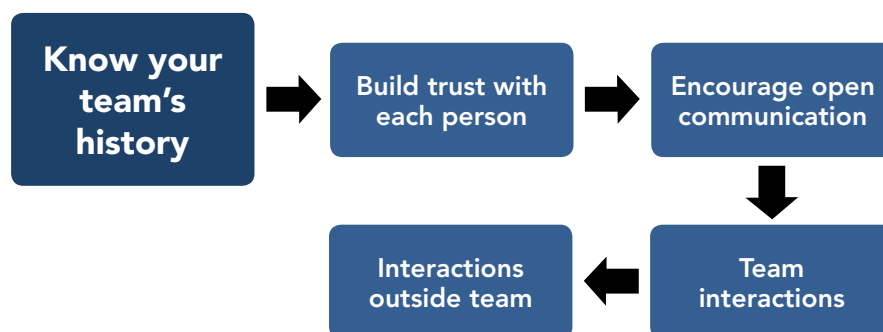 Know your
team’s
history
Build trust with
each person
Encourage open
communication
Team
interactions
Interactions
outside team